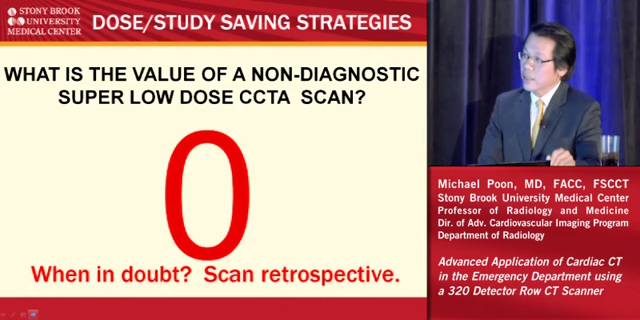 STONY BROOK
UNIVERSITY
MEDICAL CENTER
DOSE/STUDY SAVING STRATEGIES
WHAT IS THE VALUE OF A NON-DIAGNOSTIC
SUPER LOW DOSE CCTA SCAN?
0
When in doubt? Scan retrospective.
Michael Poon, MD, FACC, FSCCT
Stony Brook University Medical Center
Professor of Radiology and Medicine
Dir. of Adv. Cardiovascular Imaging Program
Department of Radiology
Advanced Application of Cardiac CT
in the Emergency Department using
a 320 Detector Row CT Scanner